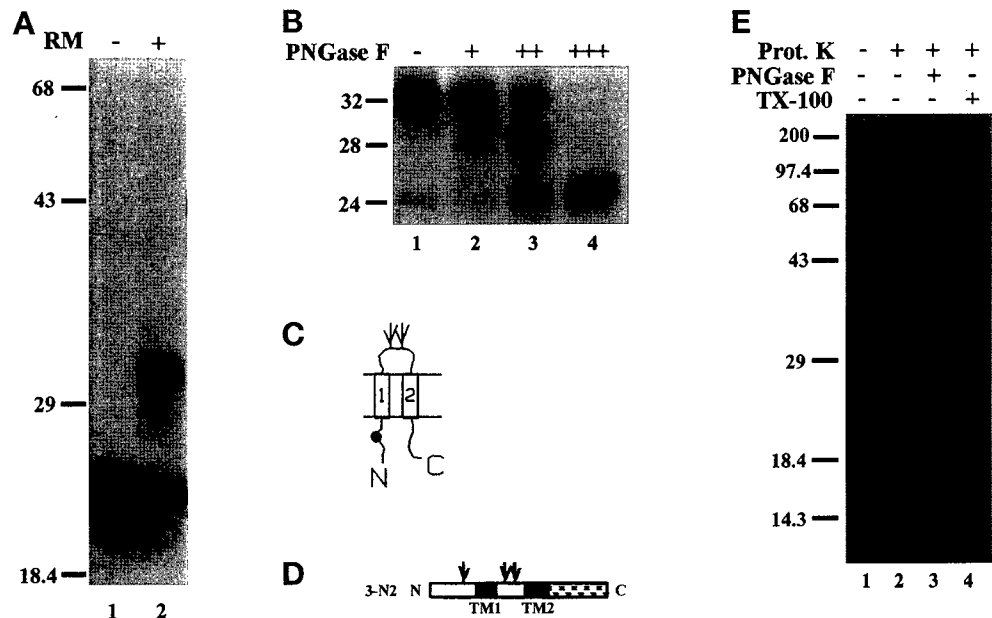 A
RM - +
68
43
29
18.4
1 2
B
PNGase F - + ++ +++
32
28
24
1 2 3 4
C
1 2
N C
D
3-N2 N C
TM1 TM2
E
Prot. K - + + +
PNGase F - - + -
TX-100 - - - +
200
97.4
68
43
29
18.4
14.3
1 2 3 4